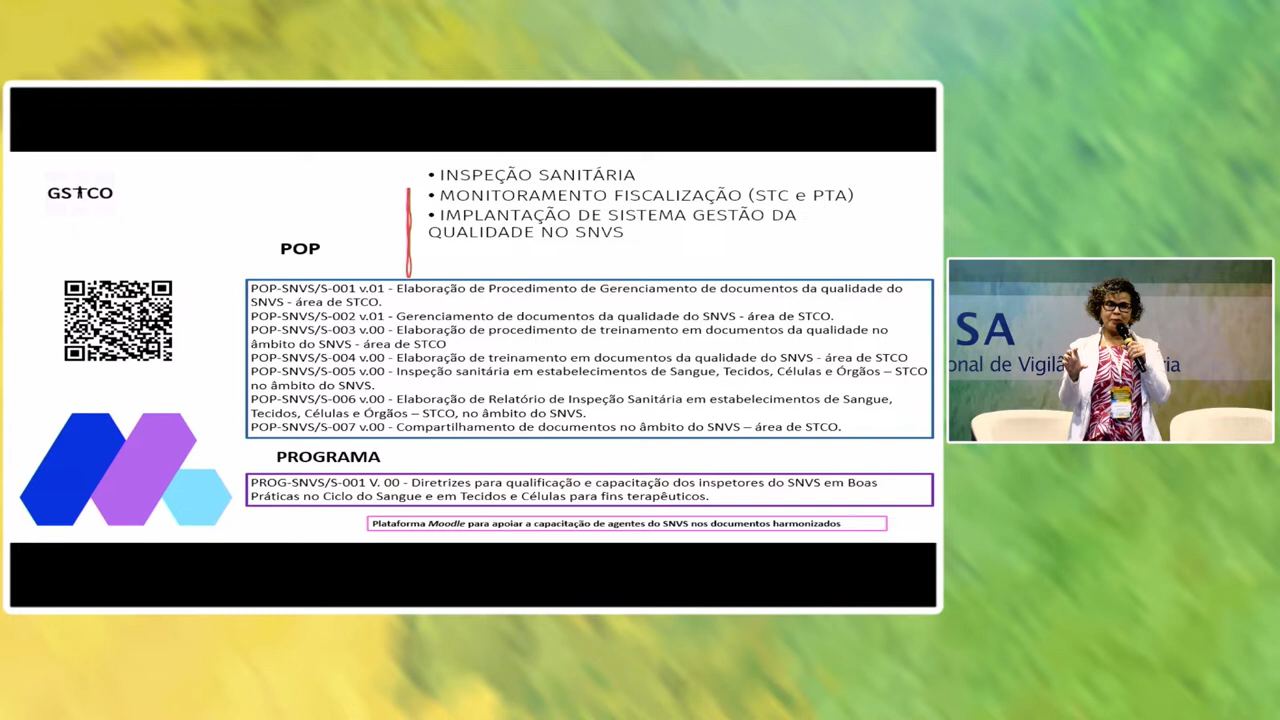 GSTCO
• INSPEÇÃO SANITÁRIA
• MONITORAMENTO FISCALIZAÇÃO (STC e PTA)
• IMPLANTAÇÃO DE SISTEMA GESTÃO DA
QUALIDADE NO SNVS
POP
POP-SNVS/S-001 v.01 - Elaboração de Procedimento de Gerenciamento de documentos da qualidade do
SNVS - área de STCO.
POP-SNVS/S-002 v.01 - Gerenciamento de documentos da qualidade do SNVS - área de STCO.
POP-SNVS/S-003 v.00 - Elaboração de procedimento de treinamento em documentos da qualidade no
âmbito do SNVS - área de STCO
POP-SNVS/S-004 v.00 - Elaboração de treinamento em documentos da qualidade do SNVS - área de STCO
POP-SNVS/S-005 v.00 - Inspeção sanitária em estabelecimentos de Sangue, Tecidos, Células e Órgãos – STCO
no âmbito do SNVS.
POP-SNVS/S-006 v.00 - Elaboração de Relatório de Inspeção Sanitária em estabelecimentos de Sangue,
Tecidos, Células e Órgãos – STCO, no âmbito do SNVS.
POP-SNVS/S-007 v.00 - Compartilhamento de documentos no âmbito do SNVS – área de STCO.
PROGRAMA
PROG-SNVS/S-001 V. 00 - Diretrizes para qualificação e capacitação dos inspetores do SNVS em Boas
Práticas no Ciclo do Sangue e em Tecidos e Células para fins terapêuticos.
Plataforma Moodle para apoiar a capacitação de agentes do SNVS nos documentos harmonizados
SA
onal de Vigilâ ria